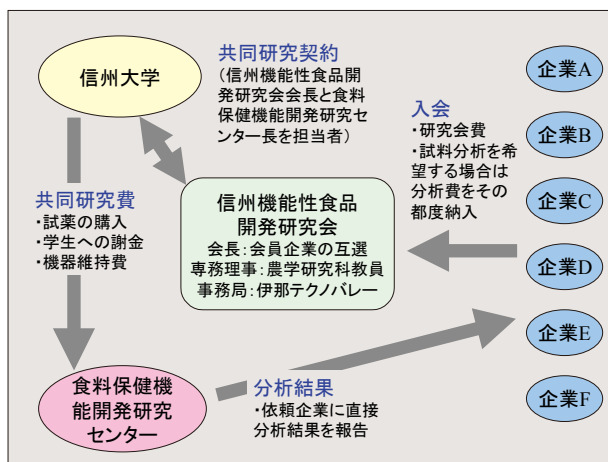 信州大学
共同研究契約
（信州機能性食品開
発研究会会長と食料
保健機能開発研究セ
ンター長を担当者）
企業A
企業B
企業C
企業D
企業E
企業F
入会
・研究会費
・試料分析を希
望する場合は
分析費をその
都度納入
共同研究費
・試薬の購入
・学生への謝金
・機器維持費
信州機能性食品
開発研究会
会長：会員企業の互選
専務理事：農学研究科教員
事務局：伊那テクノバレー
食料保健機
能開発研究
センター
分析結果
・依頼企業に直接
分析結果を報告